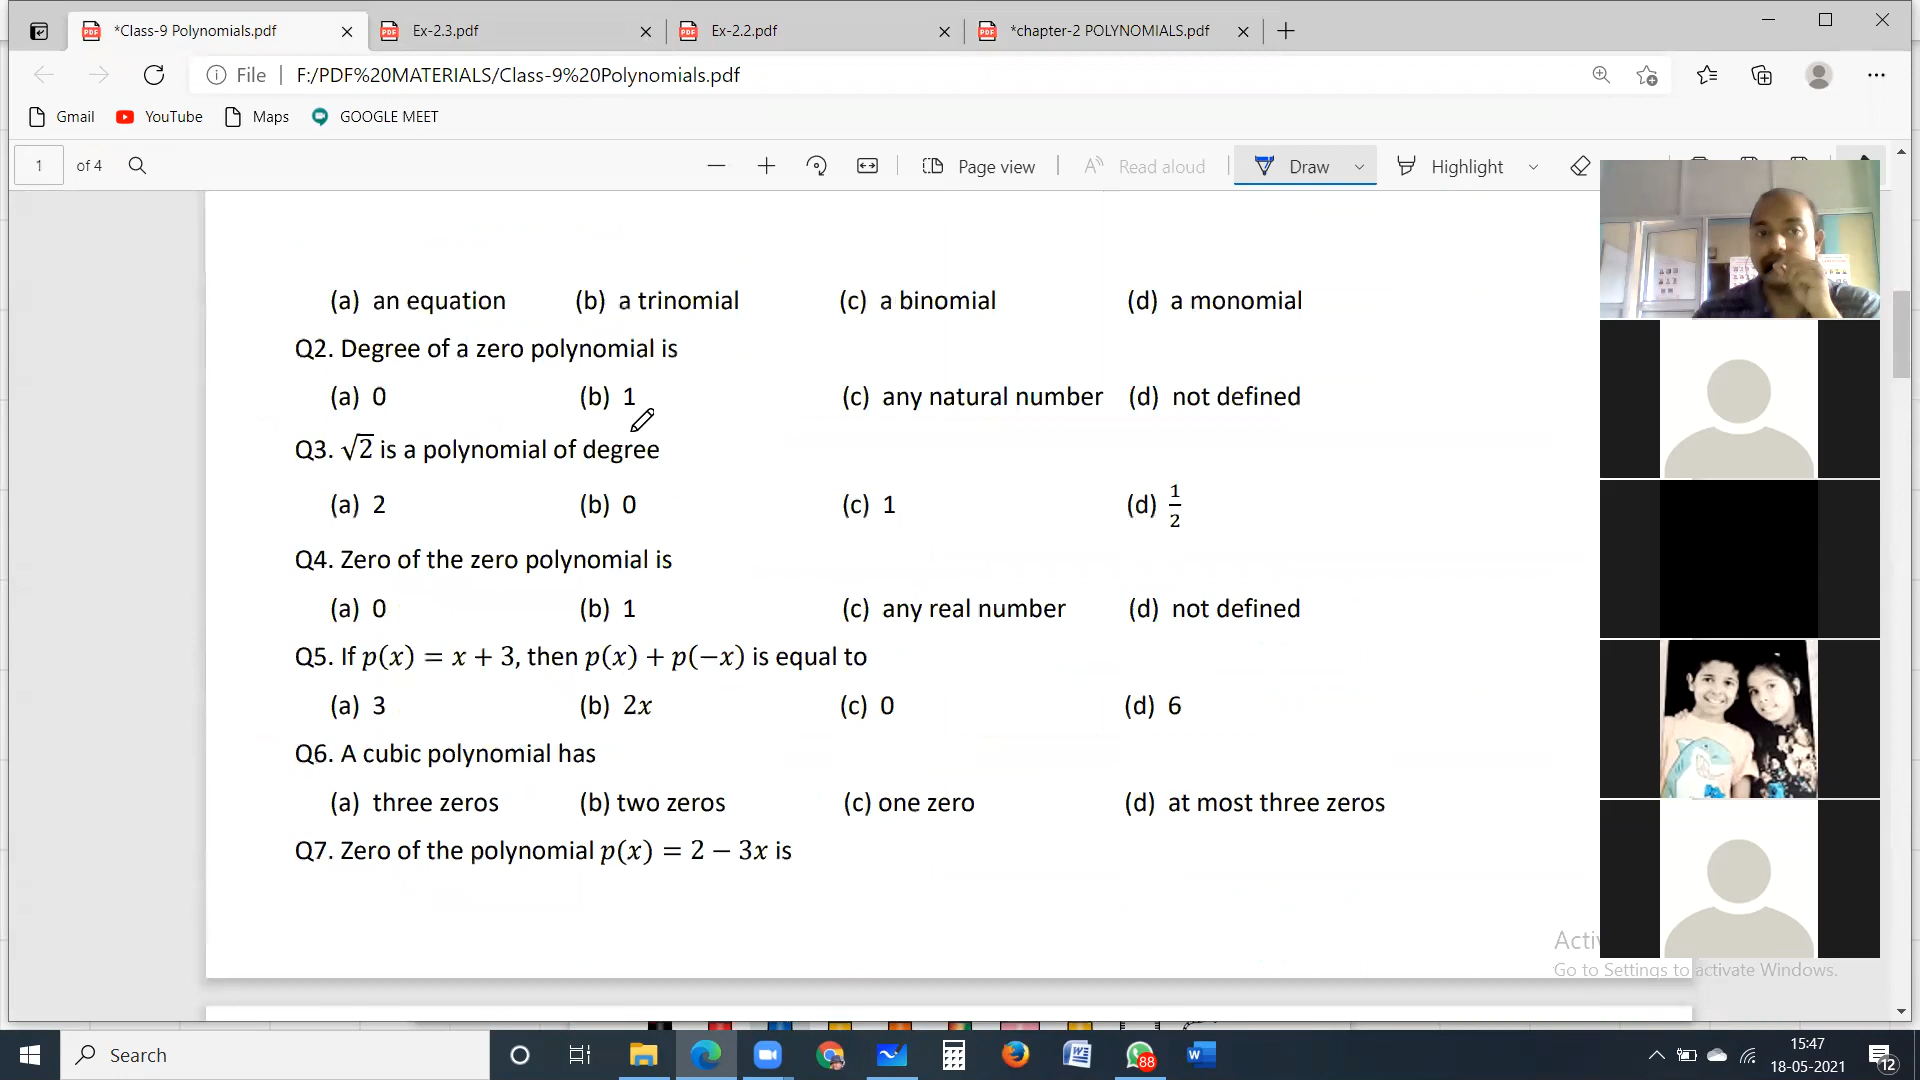 *Class-9 Polynomials.pdf
Ex-2.3.pdf
Ex-2.2.pdf
*chapter-2 POLYNOMIALS.pdf
File
F:/PDF%20MATERIALS/Class-9%20Polynomials.pdf
Gmail
YouTube
Maps
GOOGLE MEET
1 of 4
Page view
Read aloud
Draw
Highlight
(a) an equation (b) a trinomial (c) a binomial (d) a monomial
Q2. Degree of a zero polynomial is
(a) 0 (b) 1 (c) any natural number (d) not defined
Q3. √2 is a polynomial of degree
(a) 2 (b) 0 (c) 1 (d) 1/2
Q4. Zero of the zero polynomial is
(a) 0 (b) 1 (c) any real number (d) not defined
Q5. If p(x) = x + 3, then p(x) + p(−x) is equal to
(a) 3 (b) 2x (c) 0 (d) 6
Q6. A cubic polynomial has
(a) three zeros (b) two zeros (c) one zero (d) at most three zeros
Q7. Zero of the polynomial p(x) = 2 − 3x is
Go to Settings to activate Windows.
Search
88
15:47
18-05-2021
12